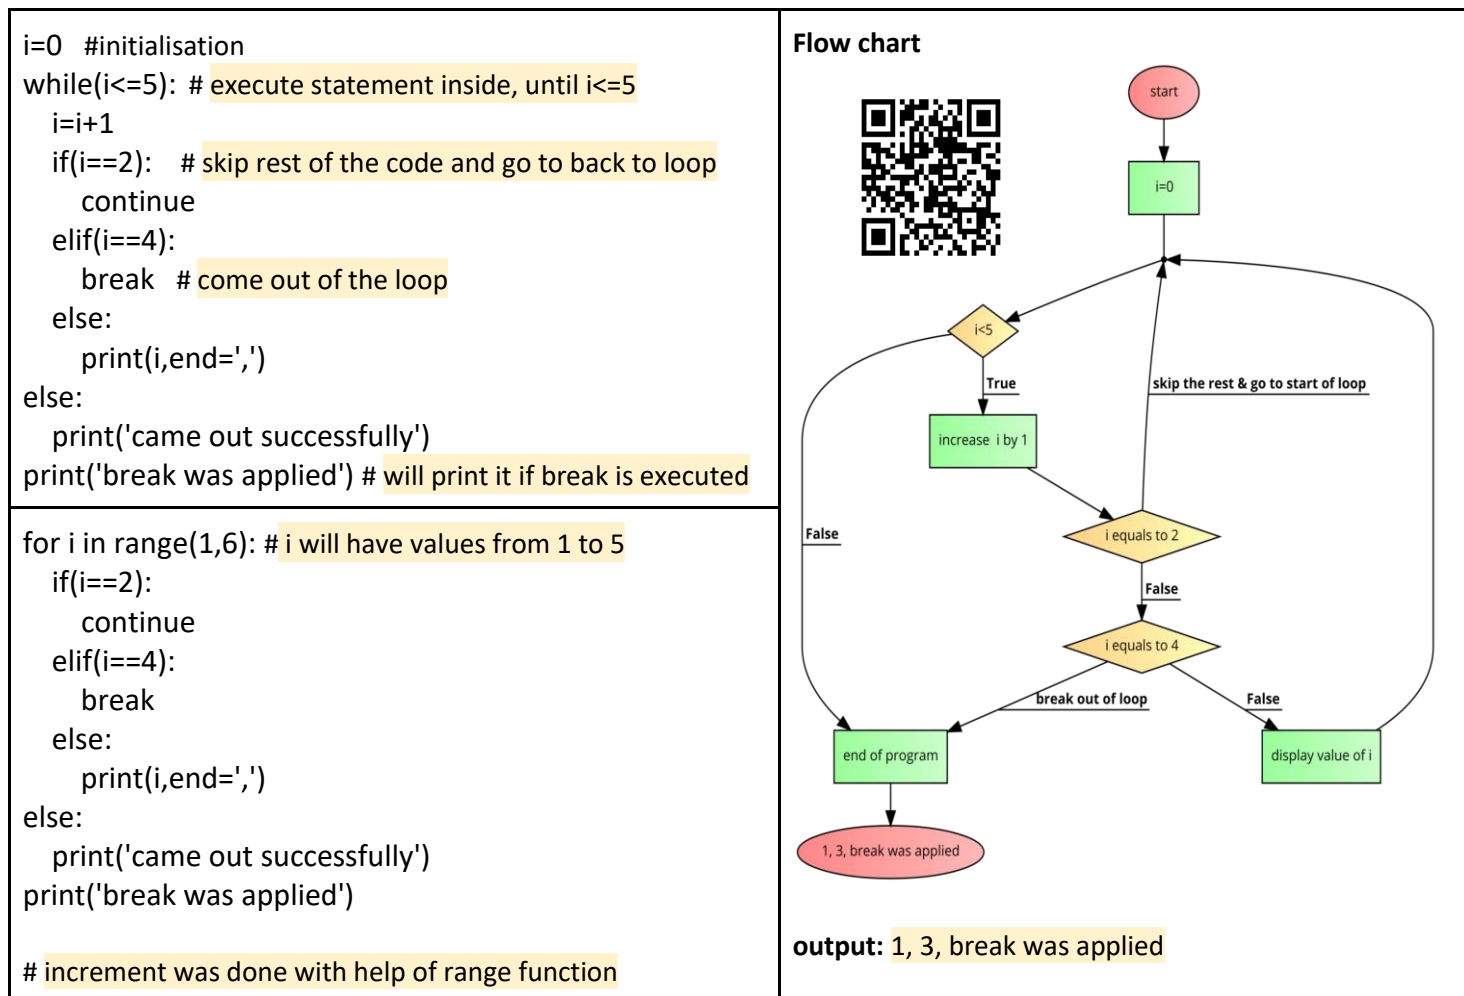 i=0 #initialisation
while(i<=5): # execute statement inside, until i<=5
i=i+1
if(i==2): # skip rest of the code and go to back to loop
continue
elif(i==4):
break # come out of the loop
else:
print(i,end=',')
else:
print('came out successfully')
print('break was applied') # will print it if break is executed
for i in range(1,6): # i will have values from 1 to 5
if(i==2):
continue
elif(i==4):
break
else:
print(i,end=',')
else:
print('came out successfully')
print('break was applied')
# increment was done with help of range function
Flow chart
start
i=0
i<5
True
skip the rest & go to start of loop
increase i by 1
False
i equals to 2
False
i equals to 4
break out of loop
False
end of program
display value of i
1, 3, break was applied
output: 1, 3, break was applied